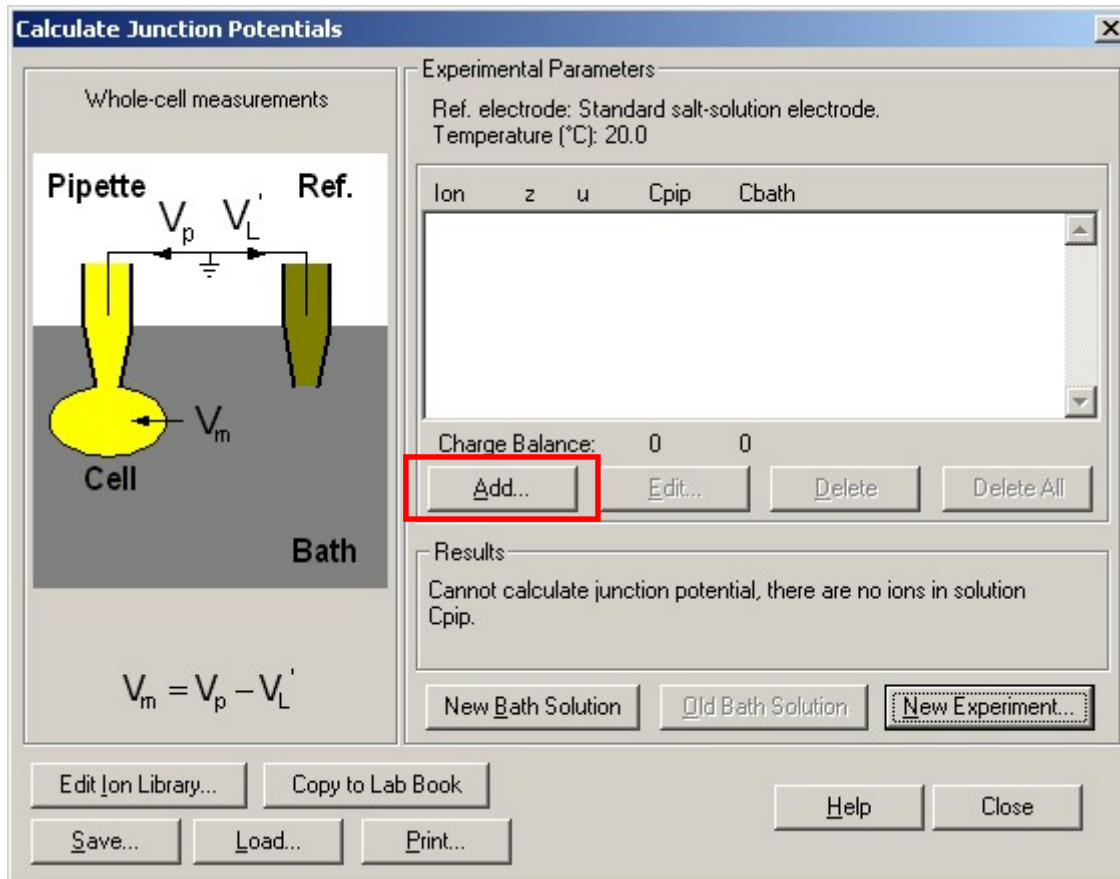 Calculate Junction Potentials
Whole-cell measurements
Pipette Ref.
Vp VL'
Vm
Cell
Bath
Vm = Vp − VL'
Experimental Parameters
Ref. electrode: Standard salt-solution electrode.
Temperature (°C): 20.0
Ion z u Cpip Cbath
Charge Balance: 0 0
Add... Edit... Delete Delete All
Results
Cannot calculate junction potential, there are no ions in solution
Cpip.
New Bath Solution Old Bath Solution New Experiment...
Edit Ion Library... Copy to Lab Book
Save... Load... Print...
Help Close